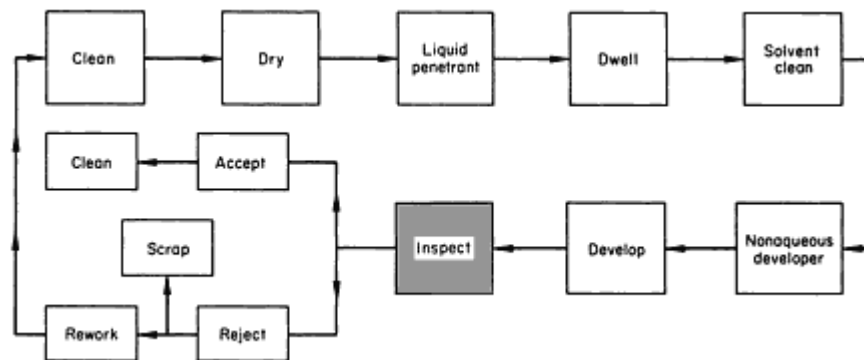 Clean
Dry
Liquid
penetrant
Dwell
Solvent
clean
Clean
Accept
Scrap
Inspect
Develop
Nonaqueous
developer
Rework
Reject